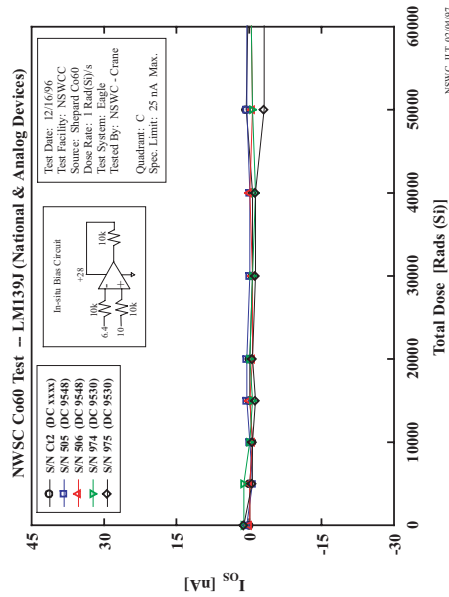 NWSC Co60 Test – LM139J (National & Analog Devices)
S/N Ct2 (DC xxxx)
S/N 505 (DC 9548)
S/N 506 (DC 9548)
S/N 974 (DC 9530)
S/N 975 (DC 9530)
In-situ Bias Circuit
+28
10k
6.4
10k
-
+
10
10k
Test Date: 12/16/96
Test Facility: NSWCC
Source: Shepard Co60
Dose Rate: 1 Rad(Si)/s
Test System: Eagle
Tested By: NSWC - Crane
Quadrant: C
Spec. Limit: 25 nA Max.
I OS [nA]
45
30
15
0
-15
-30
0
10000
20000
30000
40000
50000
60000
Total Dose [Rads (Si)]